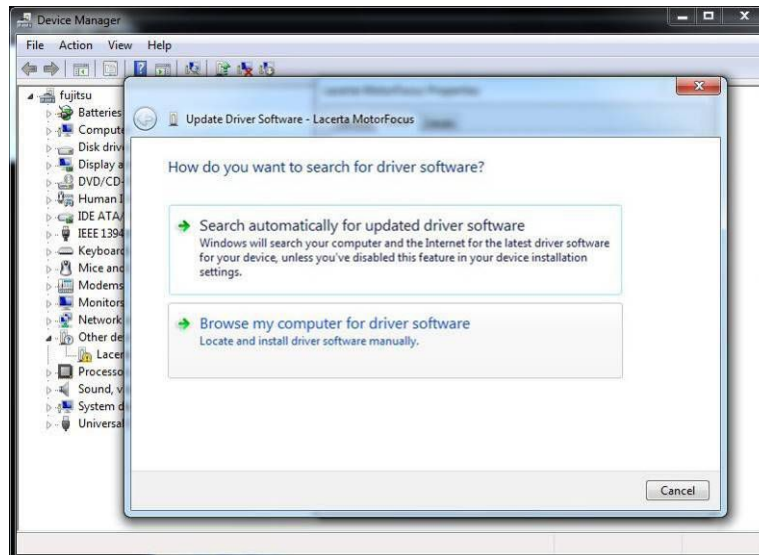 Device Manager
File Action View Help
fujitsu
Update Driver Software - Lacerta MotorFocus
Batteries
Compute
Disk drive
How do you want to search for driver software?
Display a
DVD/CD-
Human I
IDE ATA/
Search automatically for updated driver software
IEEE 1394
Windows will search your computer and the Internet for the latest driver software
Keyboard
for your device, unless you've disabled this feature in your device installation
settings.
Mice and
Modems
Monitors
Network
Browse my computer for driver software
Other de
Locate and install driver software manually.
Lacer
Processo
Sound, v
System d
Universal
Cancel